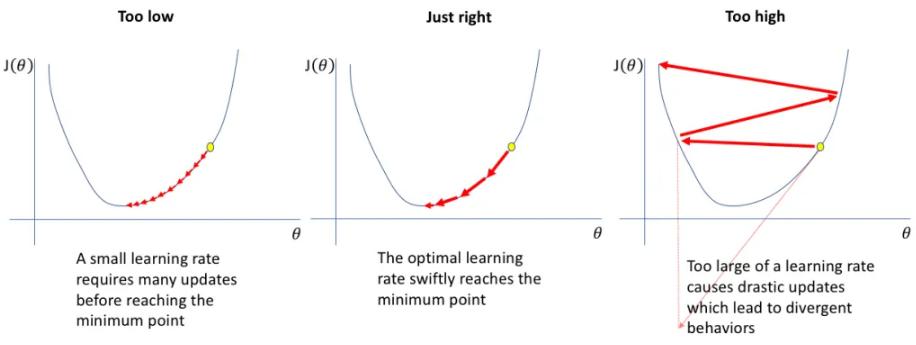 Too low
J(θ)
θ
A small learning rate
requires many updates
before reaching the
minimum point
Just right
J(θ)
θ
The optimal learning
rate swiftly reaches the
minimum point
Too high
J(θ)
θ
Too large of a learning rate
causes drastic updates
which lead to divergent
behaviors